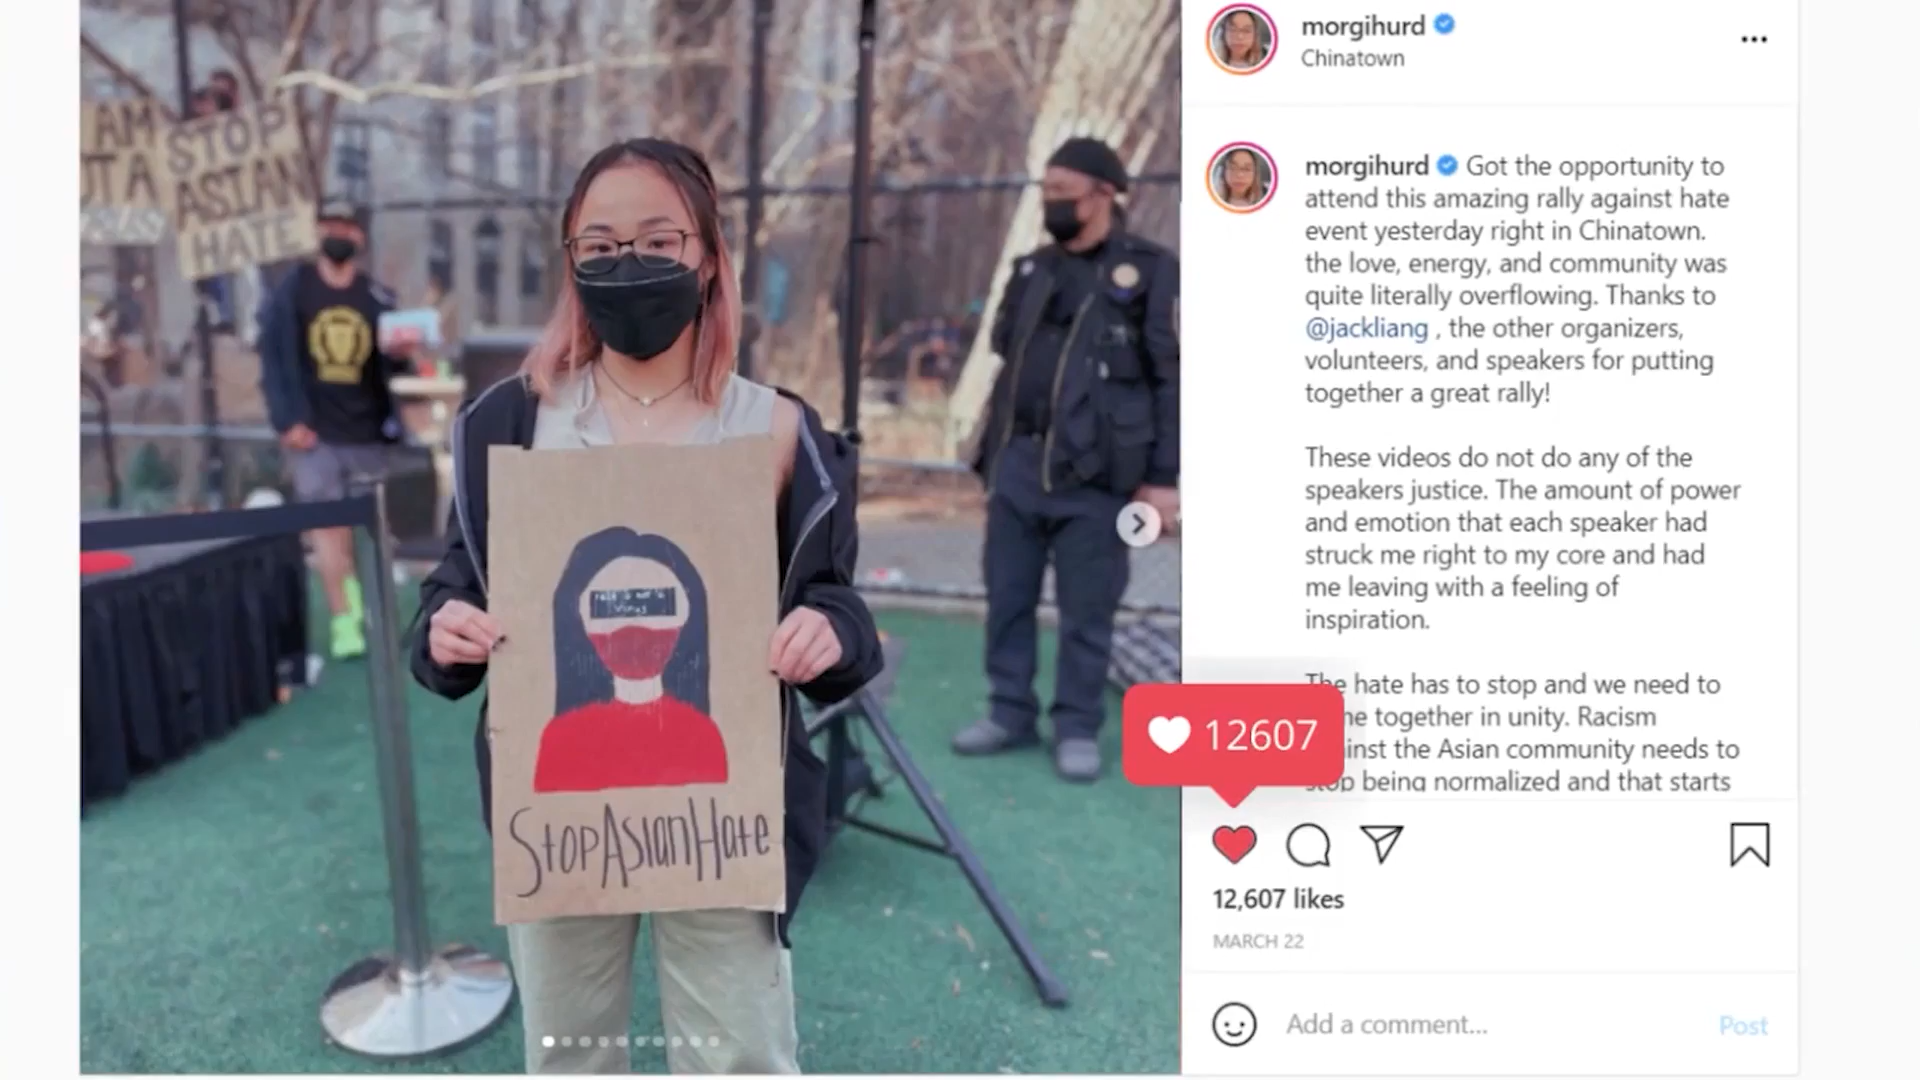 AM
STOP
ASIAN
HATE
Virus
StopAsianHate
morgihurd
Chinatown
morgihurd Got the opportunity to
attend this amazing rally against hate
event yesterday right in Chinatown.
the love, energy, and community was
quite literally overflowing. Thanks to
@jackliang , the other organizers,
volunteers, and speakers for putting
together a great rally!
These videos do not do any of the
speakers justice. The amount of power
and emotion that each speaker had
struck me right to my core and had
me leaving with a feeling of
inspiration.
The hate has to stop and we need to
together in unity. Racism
the Asian community needs to
being normalized and that starts
12607
12,607 likes
MARCH 22
Add a comment...
Post